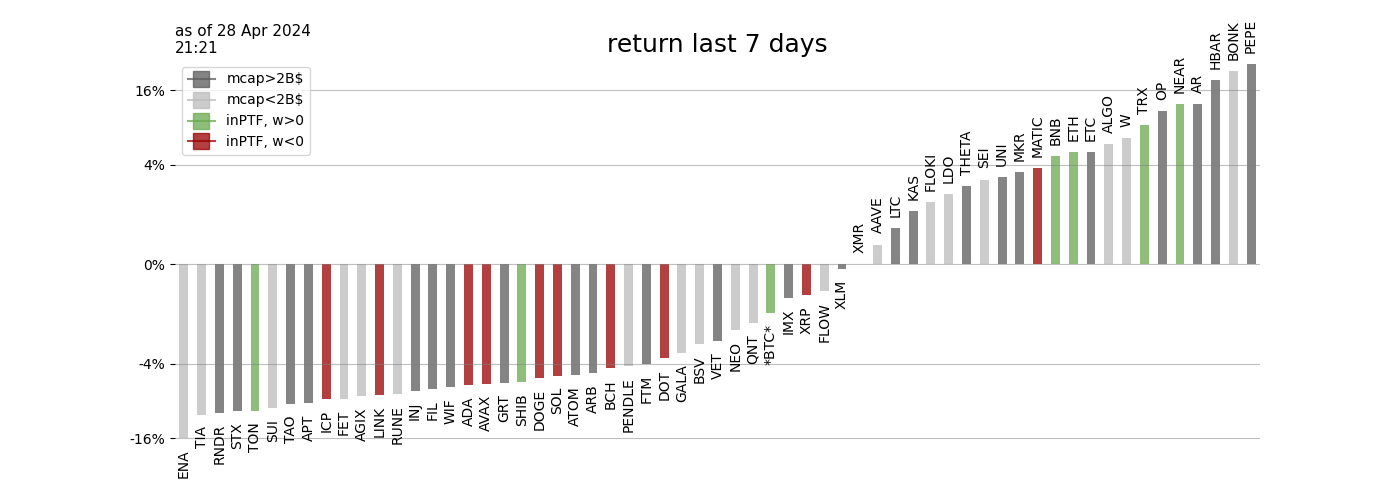 as of 28 Apr 2024
21:21
return last 7 days
mcap>2B$
mcap<2B$
inPTF, w>0
inPTF, w<0
16%
4%
0%
-4%
-16%
ENA
TIA
RNDR
STX
TON
SUI
TAO
APT
ICP
FET
AGIX
LINK
RUNE
INJ
FIL
WIF
ADA
AVAX
GRT
SHIB
DOGE
SOL
ATOM
ARB
BCH
PENDLE
FTM
DOT
GALA
BSV
VET
NEO
QNT
*BTC*
IMX
XRP
FLOW
XLM
XMR
AAVE
LTC
KAS
FLOKI
LDO
THETA
SEI
UNI
MKR
MATIC
BNB
ETH
ETC
ALGO
W
TRX
OP
NEAR
AR
HBAR
BONK
PEPE